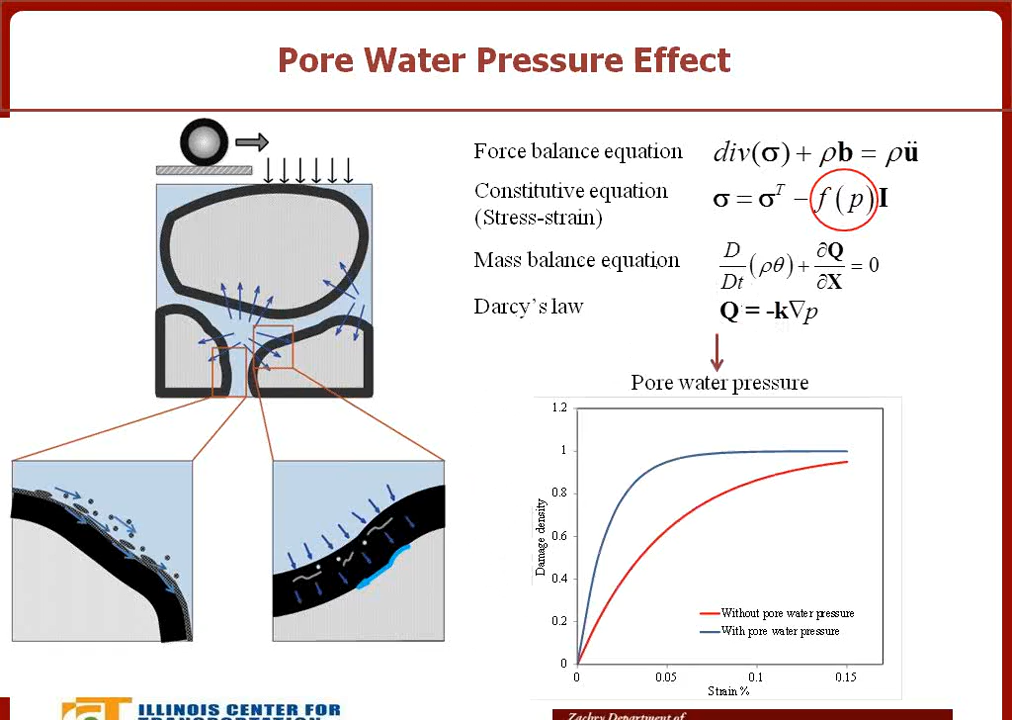 Pore Water Pressure Effect
Force balance equation
div(σ) + ρb = ρü
Constitutive equation
(Stress-strain)
σ = σᵀ − f(p)I
Mass balance equation
D/Dt (ρθ) + ∂Q/∂X = 0
Darcy's law
Q = -k∇p
Pore water pressure
1.2
1
0.8
0.6
0.4
0.2
0
Damage density
Without pore water pressure
With pore water pressure
0
0.05
0.1
0.15
Strain %
ILLINOIS CENTER FOR
TRANSPORTATION
Zachry Department of